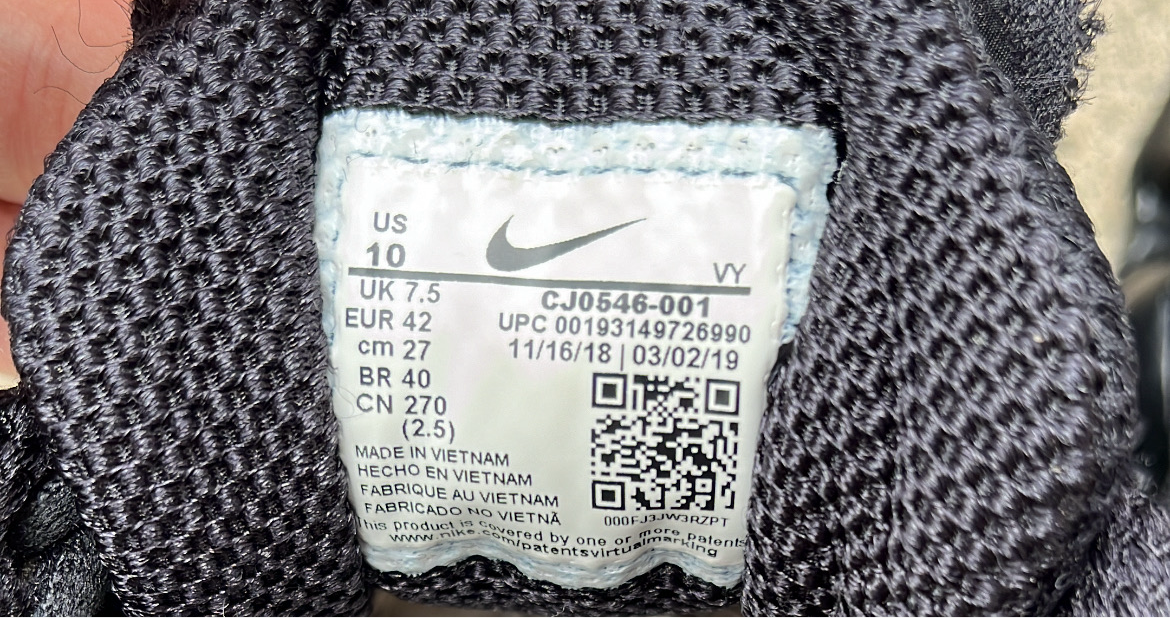 US
10
VY
UK 7.5
EUR 42
cm 27
BR 40
CN 270
(2.5)
CJ0546-001
UPC 00193149726990
11/16/18 | 03/02/19
MADE IN VIETNAM
HECHO EN VIETNAM
FABRIQUE AU VIETNAM
FABRICADO NO VIETNÃ
000FJ3JW3RZPT
This product is covered by one or more patents
www.nike.com/patentsvirtualmarking